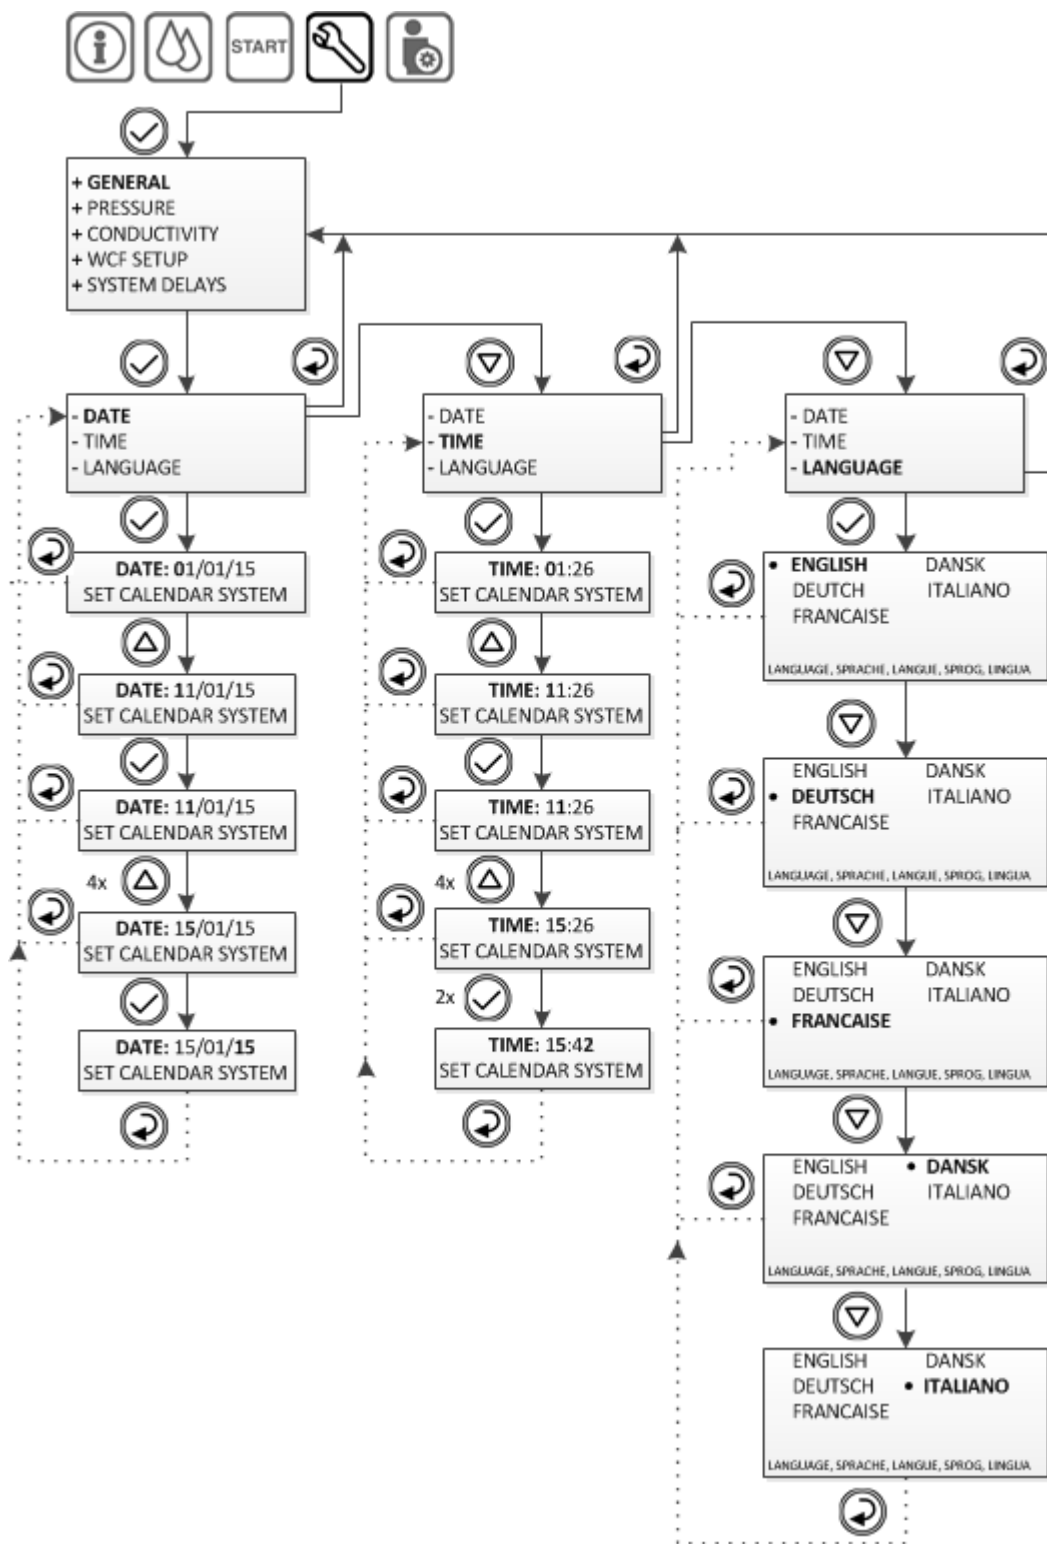 START
+ GENERAL
+ PRESSURE
+ CONDUCTIVITY
+ WCF SETUP
+ SYSTEM DELAYS
- DATE
- TIME
- LANGUAGE
DATE: 01/01/15
SET CALENDAR SYSTEM
DATE: 11/01/15
SET CALENDAR SYSTEM
DATE: 11/01/15
SET CALENDAR SYSTEM
4x
DATE: 15/01/15
SET CALENDAR SYSTEM
DATE: 15/01/15
SET CALENDAR SYSTEM
- DATE
- TIME
- LANGUAGE
TIME: 01:26
SET CALENDAR SYSTEM
TIME: 11:26
SET CALENDAR SYSTEM
TIME: 11:26
SET CALENDAR SYSTEM
4x
TIME: 15:26
SET CALENDAR SYSTEM
2x
TIME: 15:42
SET CALENDAR SYSTEM
- DATE
- TIME
- LANGUAGE
• ENGLISH DANSK
DEUTCH ITALIANO
FRANCAISE
LANGUAGE, SPRACHE, LANGUE, SPROG, LINGUA
ENGLISH DANSK
• DEUTSCH ITALIANO
FRANCAISE
LANGUAGE, SPRACHE, LANGUE, SPROG, LINGUA
ENGLISH DANSK
DEUTSCH ITALIANO
• FRANCAISE
LANGUAGE, SPRACHE, LANGUE, SPROG, LINGUA
ENGLISH • DANSK
DEUTSCH ITALIANO
FRANCAISE
LANGUAGE, SPRACHE, LANGUE, SPROG, LINGUA
ENGLISH DANSK
DEUTSCH • ITALIANO
FRANCAISE
LANGUAGE, SPRACHE, LANGUE, SPROG, LINGUA